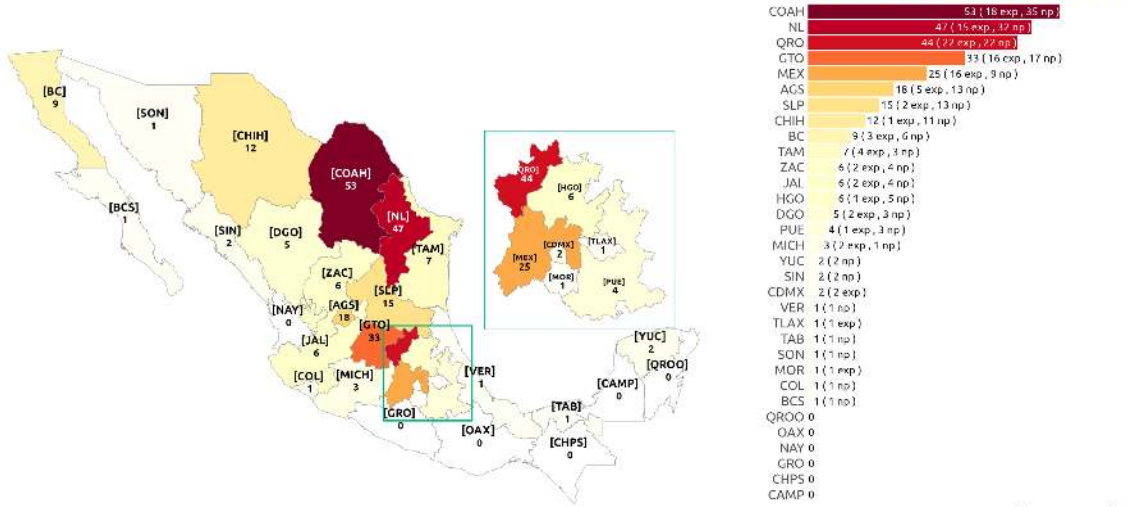 [BC]
9
[SON]
1
[CHIH]
12
[COAH]
53
[BCS]
1
[SIN]
2
[DGO]
5
[NL]
47
[TAM]
7
[ZAC]
6
[SLP]
15
[NAY]
0
[AGS]
18
[GTO]
33
[JAL]
6
[COL]
1
[MICH]
3
[GRO]
0
[VER]
1
[OAX]
0
[TAB]
1
[CHPS]
0
[CAMP]
0
[YUC]
2
[QROO]
0
[QRO]
44
[HGO]
6
[MEX]
25
[CDMX]
2
[TLAX]
1
[MOR]
1
[PUE]
4
COAH 53 ( 18 exp , 35 np )
NL 47 ( 15 exp , 32 np )
QRO 44 ( 22 exp , 22 np )
GTO 33 ( 16 exp , 17 np )
MEX 25 ( 16 exp , 9 np )
AGS 18 ( 5 exp , 13 np )
SLP 15 ( 2 exp , 13 np )
CHIH 12 ( 1 exp , 11 np )
BC 9 ( 3 exp , 6 np )
TAM 7 ( 4 exp , 3 np )
ZAC 6 ( 2 exp , 4 np )
JAL 6 ( 2 exp , 4 np )
HGO 6 ( 1 exp , 5 np )
DGO 5 ( 2 exp , 3 np )
PUE 4 ( 1 exp , 3 np )
MICH 3 ( 2 exp , 1 np )
YUC 2 ( 2 np )
SIN 2 ( 2 np )
CDMX 2 ( 2 exp )
VER 1 ( 1 np )
TLAX 1 ( 1 exp )
TAB 1 ( 1 np )
SON 1 ( 1 np )
MOR 1 ( 1 exp )
COL 1 ( 1 np )
BCS 1 ( 1 np )
QROO 0
OAX 0
NAY 0
GRO 0
CHPS 0
CAMP 0